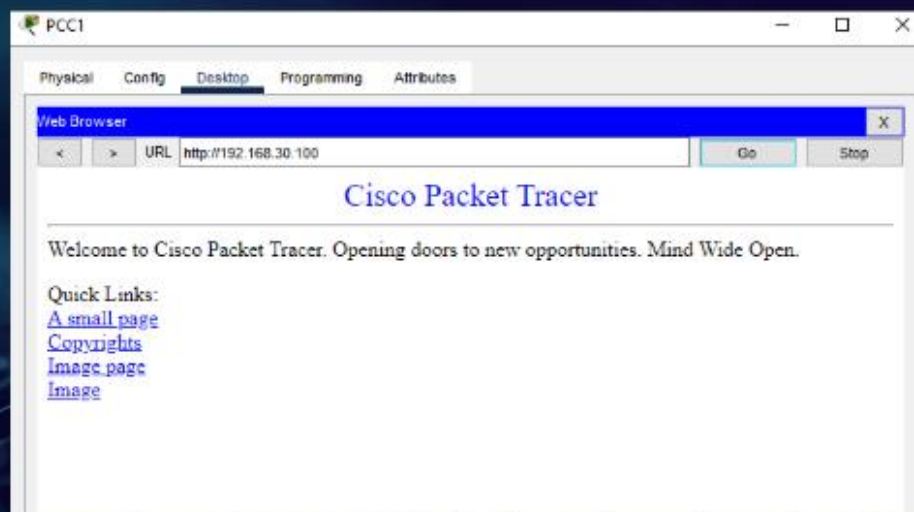 PCC1
Physical Config Desktop Programming Attributes
Web Browser X
< > URL http://192.168.30.100 Go Stop
Cisco Packet Tracer
Welcome to Cisco Packet Tracer. Opening doors to new opportunities. Mind Wide Open.
Quick Links:
A small page
Copyrights
Image page
Image